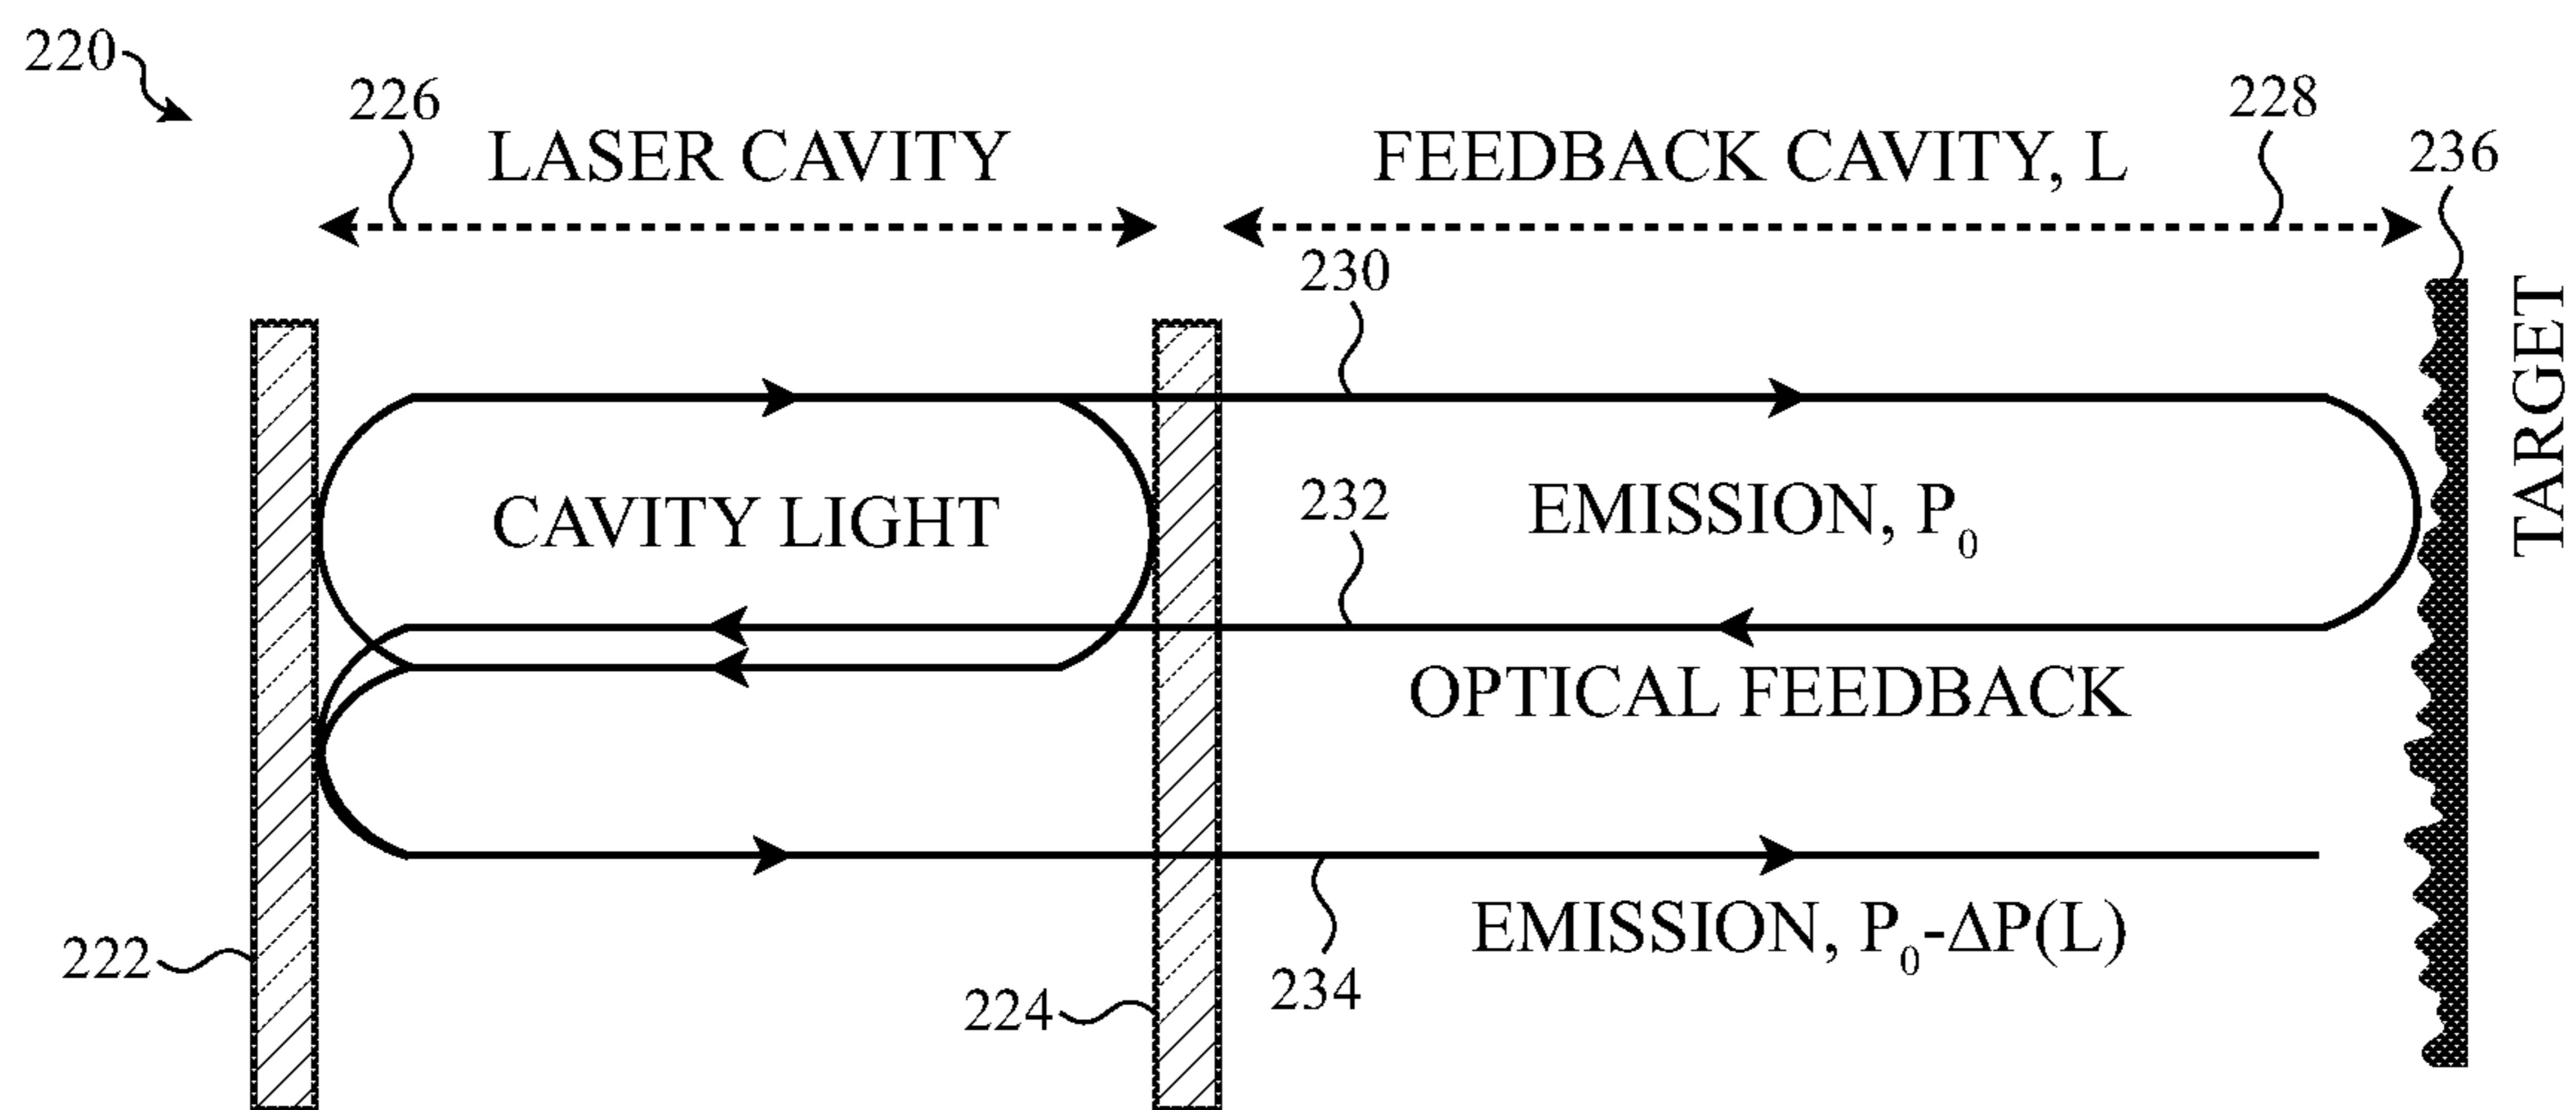 220
226
228
LASER CAVITY
FEEDBACK CAVITY, L
236
230
TARGET
CAVITY LIGHT
232
EMISSION, P₀
OPTICAL FEEDBACK
EMISSION, P₀-ΔP(L)
222
224
234